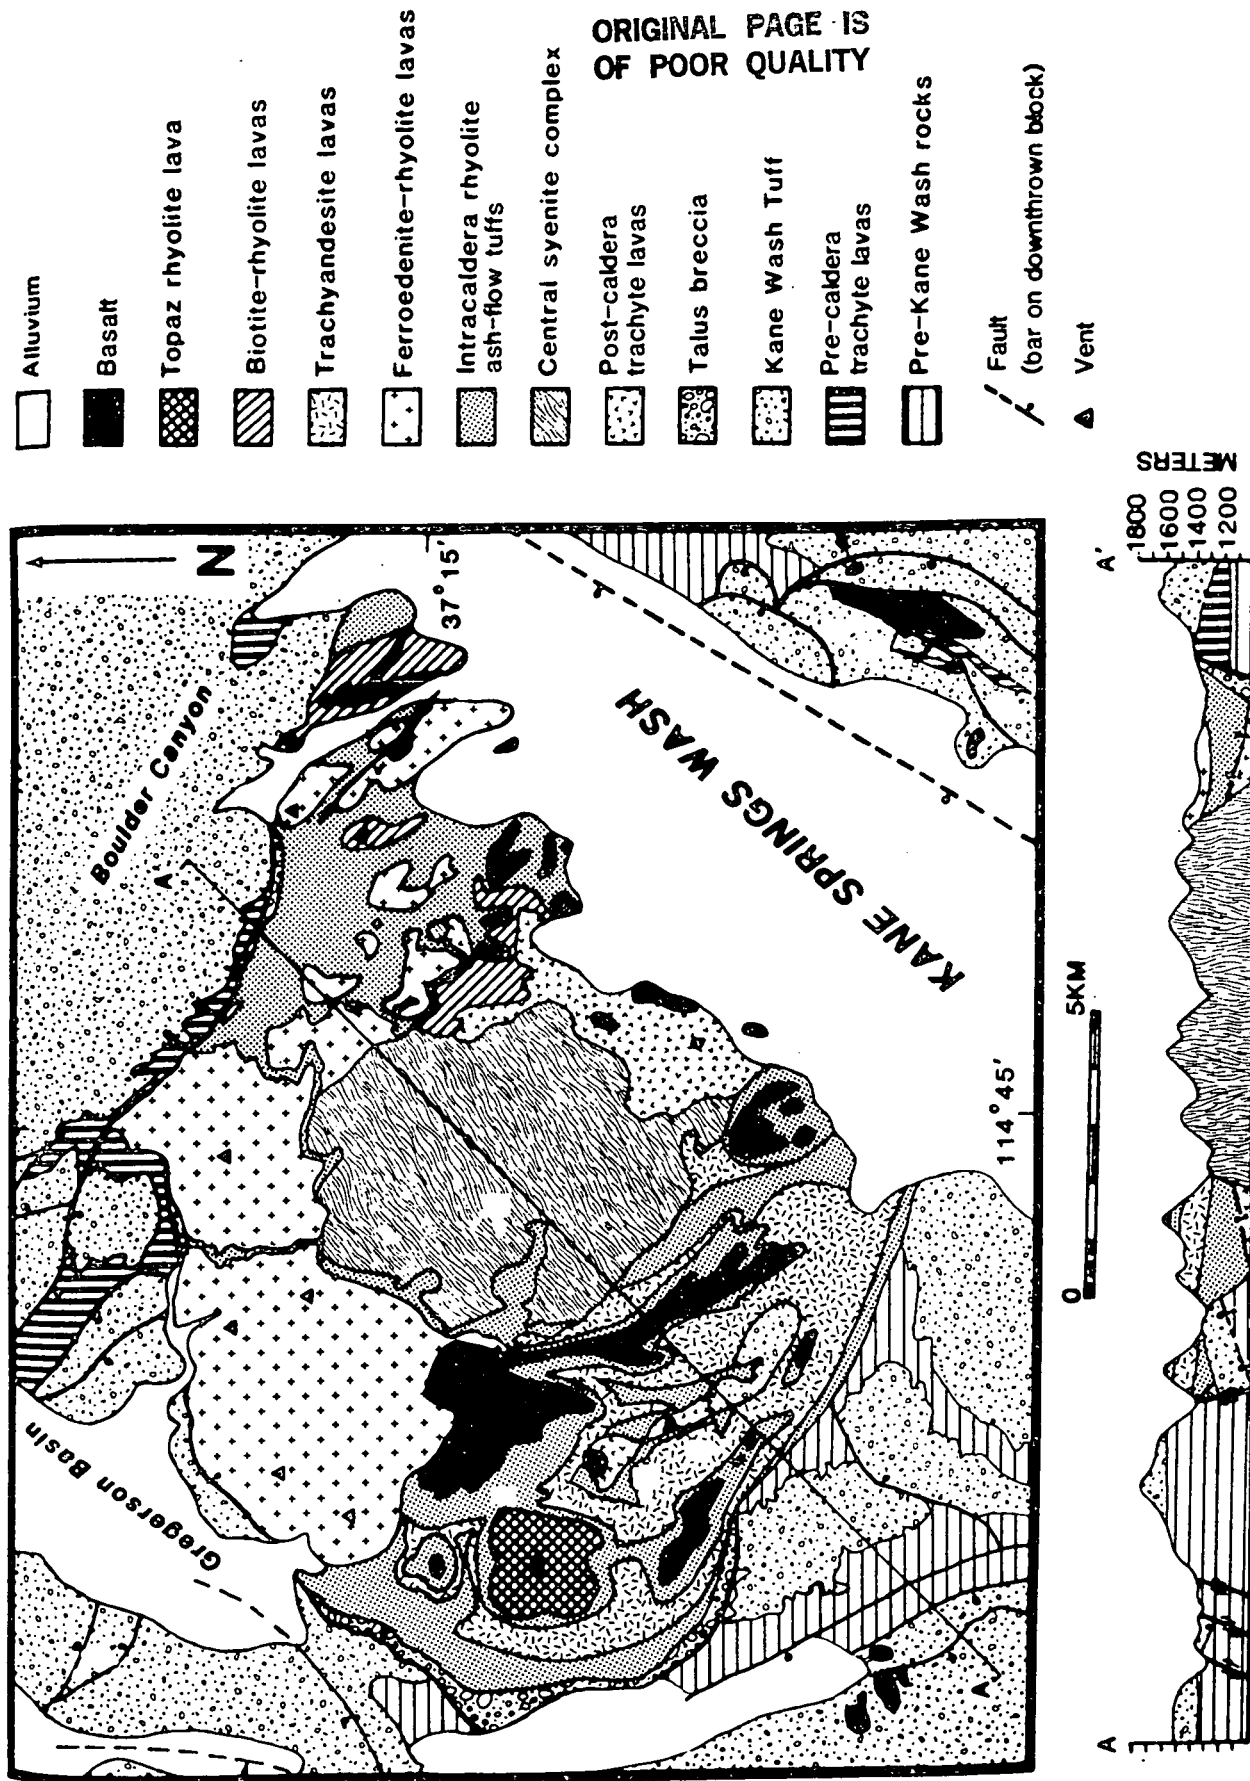 ORIGINAL PAGE IS
OF POOR QUALITY
Alluvium
Basalt
Topaz rhyolite lava
Biotite-rhyolite lavas
Trachyandesite lavas
Ferroedenite-rhyolite lavas
Intracaldera rhyolite
ash-flow tuffs
Central syenite complex
Post-caldera
trachyte lavas
Talus breccia
Kane Wash Tuff
Pre-caldera
trachyte lavas
Pre-Kane Wash rocks
Fault
(bar on downthrown block)
Vent
N
37°15'
Boulder Canyon
A'
KANE SPRINGS WASH
Gregerson Basin
A
114°45'
0
5KM
A
A'
1800
1600
1400
1200
METERS